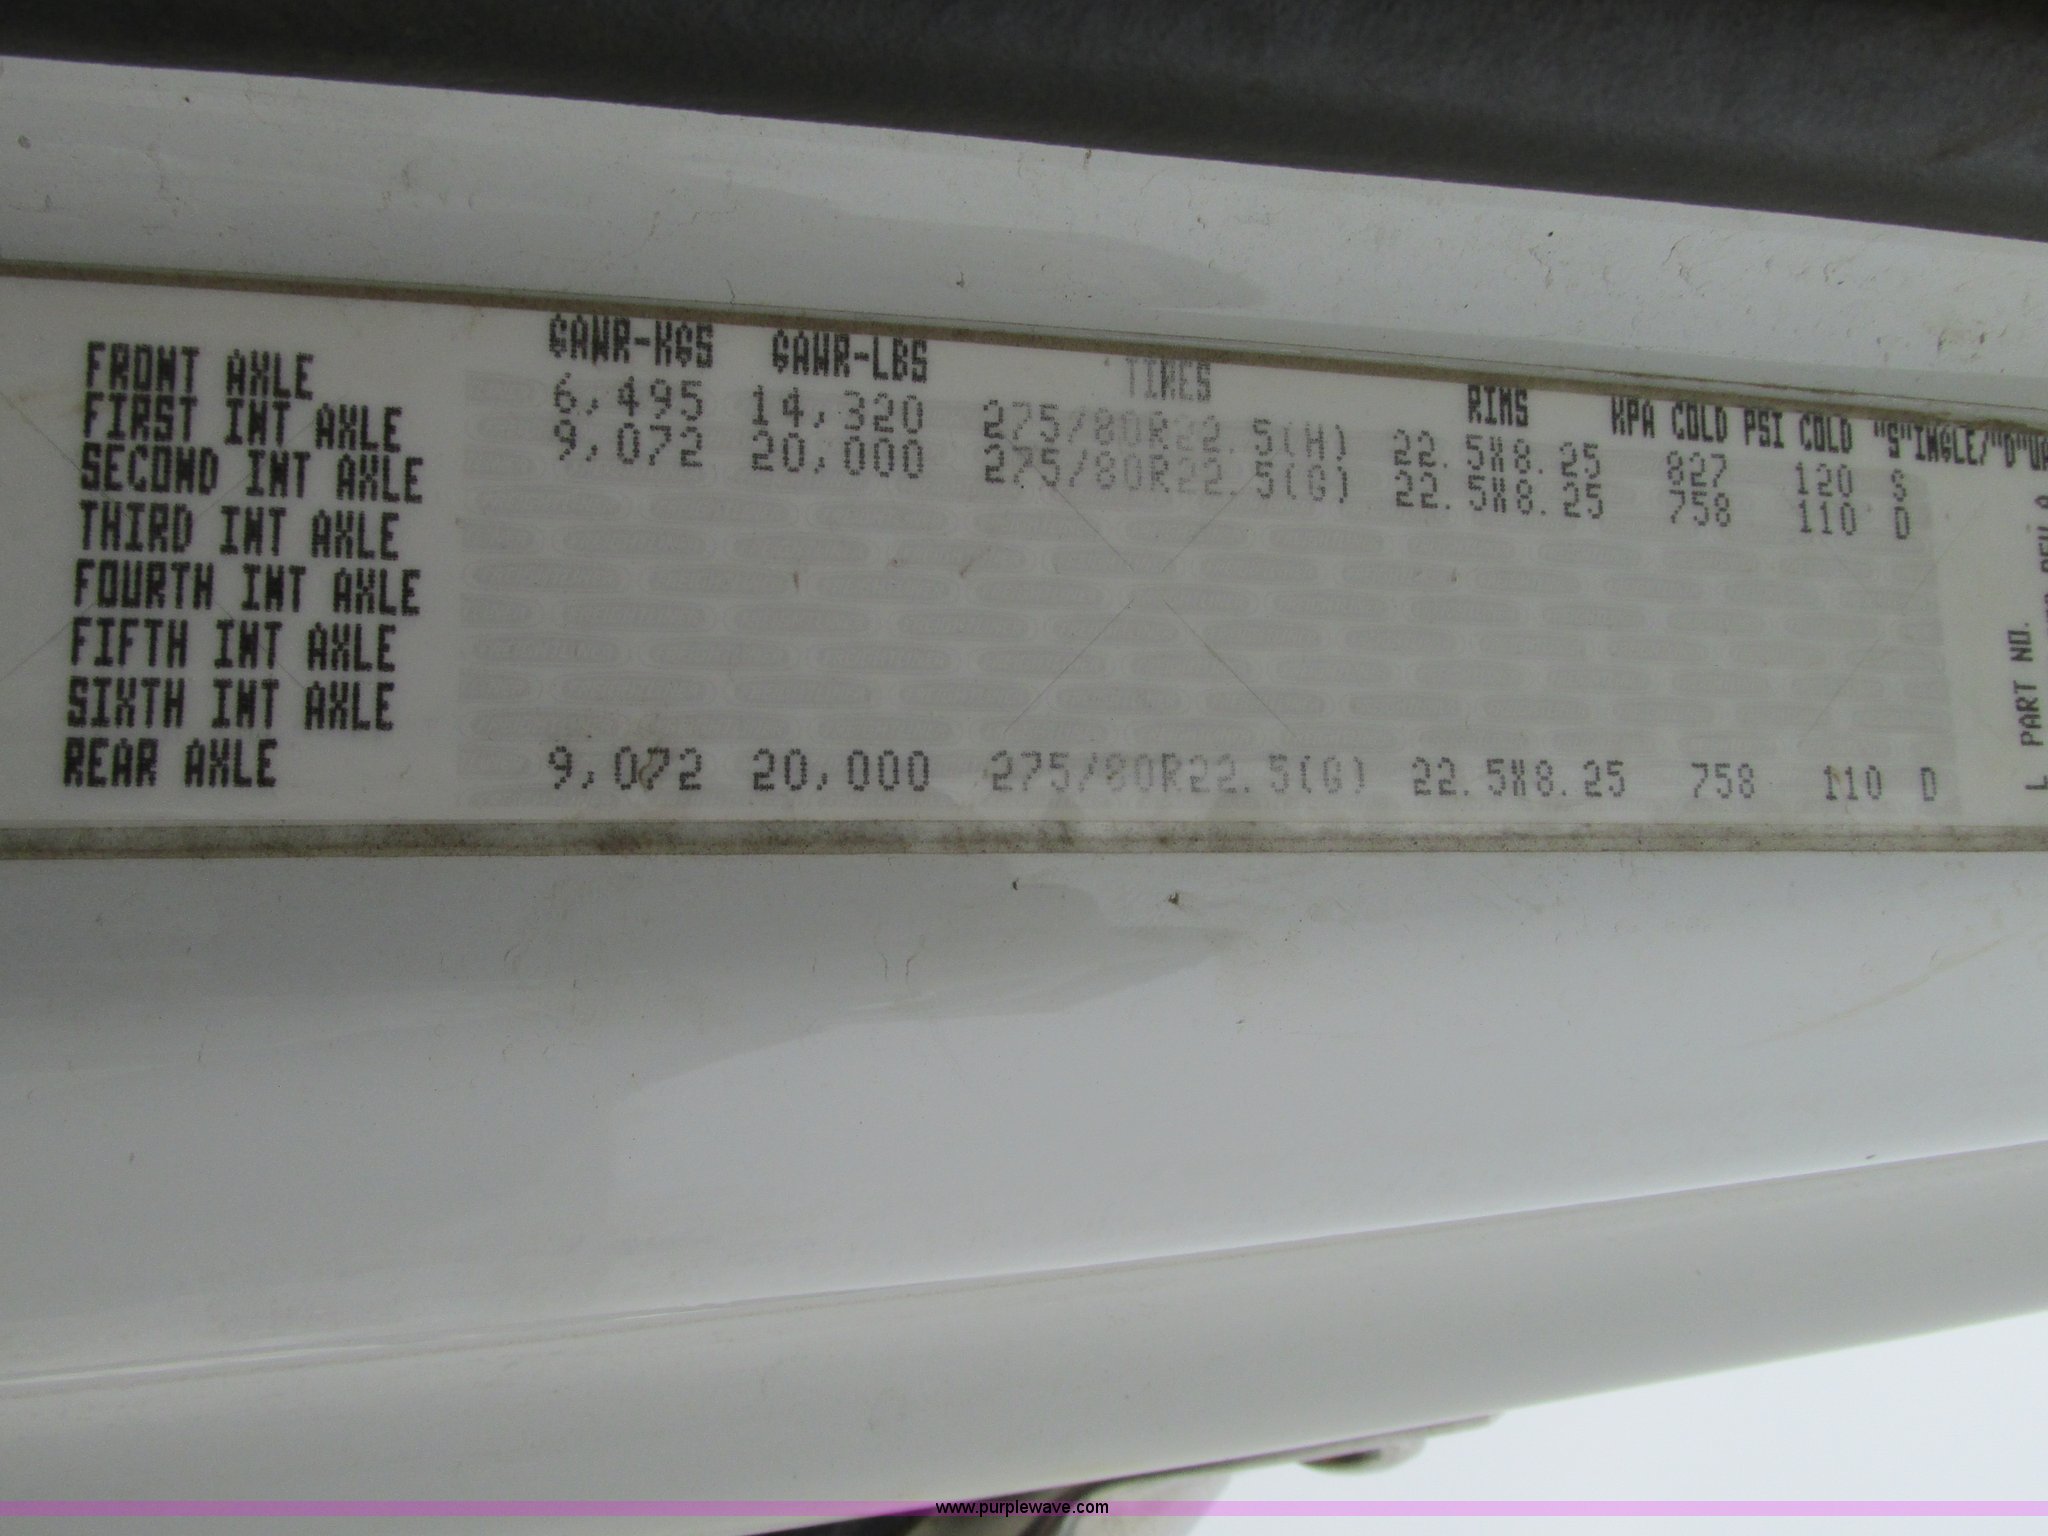 GAWR-KGS GAWR-LBS TIRES RIMS KPA COLD PSI COLD "S"INGLE/"D"UA
FRONT AXLE 6,495 14,320 275/80R22.5(H) 22.5X8.25 827 120 S
FIRST INT AXLE 9,072 20,000 275/80R22.5(G) 22.5X8.25 758 110 D
SECOND INT AXLE
THIRD INT AXLE
FOURTH INT AXLE
FIFTH INT AXLE
SIXTH INT AXLE
REAR AXLE 9,072 20,000 275/80R22.5(G) 22.5X8.25 758 110 D
PART NO.
www.purplewave.com